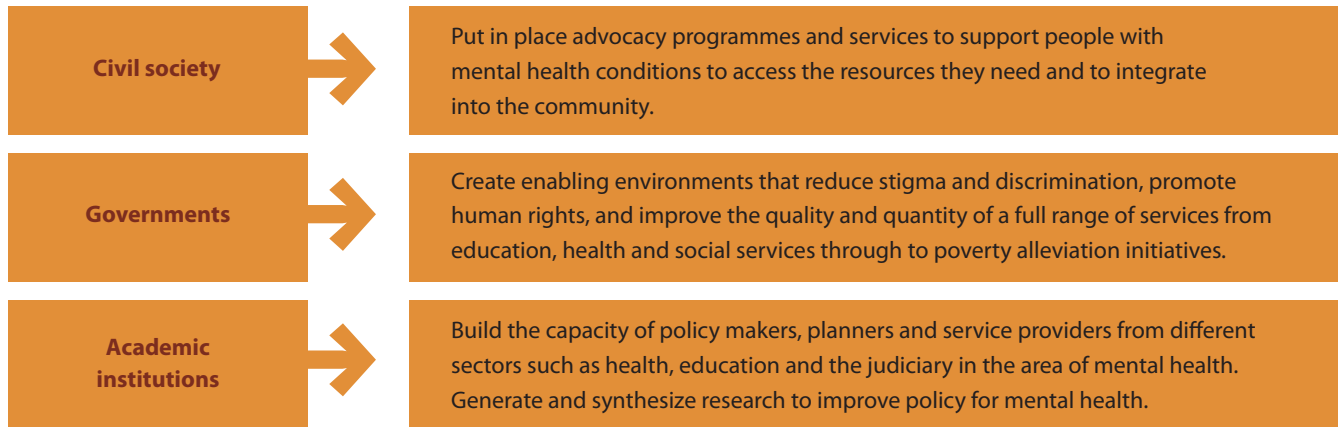 Civil society
Put in place advocacy programmes and services to support people with
mental health conditions to access the resources they need and to integrate
into the community.
Governments
Create enabling environments that reduce stigma and discrimination, promote
human rights, and improve the quality and quantity of a full range of services from
education, health and social services through to poverty alleviation initiatives.
Academic
institutions
Build the capacity of policy makers, planners and service providers from different
sectors such as health, education and the judiciary in the area of mental health.
Generate and synthesize research to improve policy for mental health.